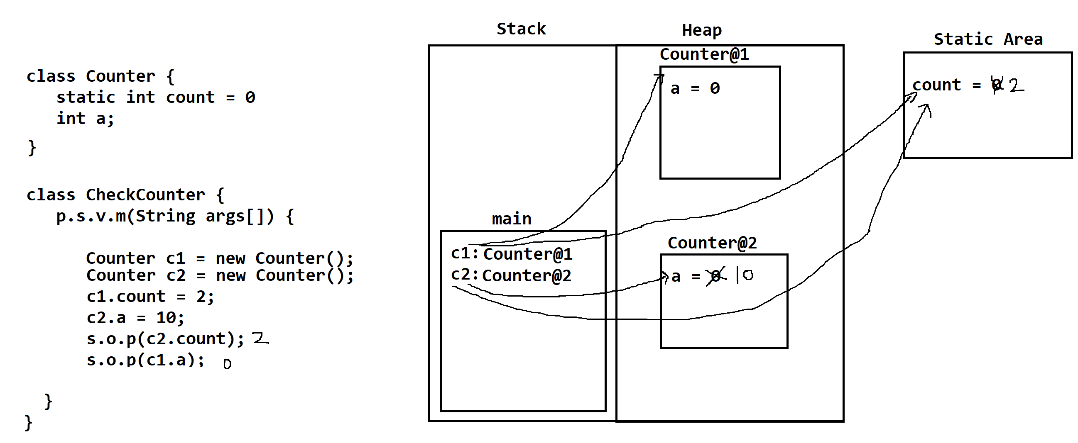 class Counter {
static int count = 0
int a;
}
class CheckCounter {
p.s.v.m(String args[]) {
Counter c1 = new Counter();
Counter c2 = new Counter();
c1.count = 2;
c2.a = 10;
s.o.p(c2.count); 2
s.o.p(c1.a); 0
}
}
Stack
main
c1: Counter@1
c2: Counter@2
Heap
Counter@1
a = 0
Counter@2
a = 0 10
Static Area
count = 0 2